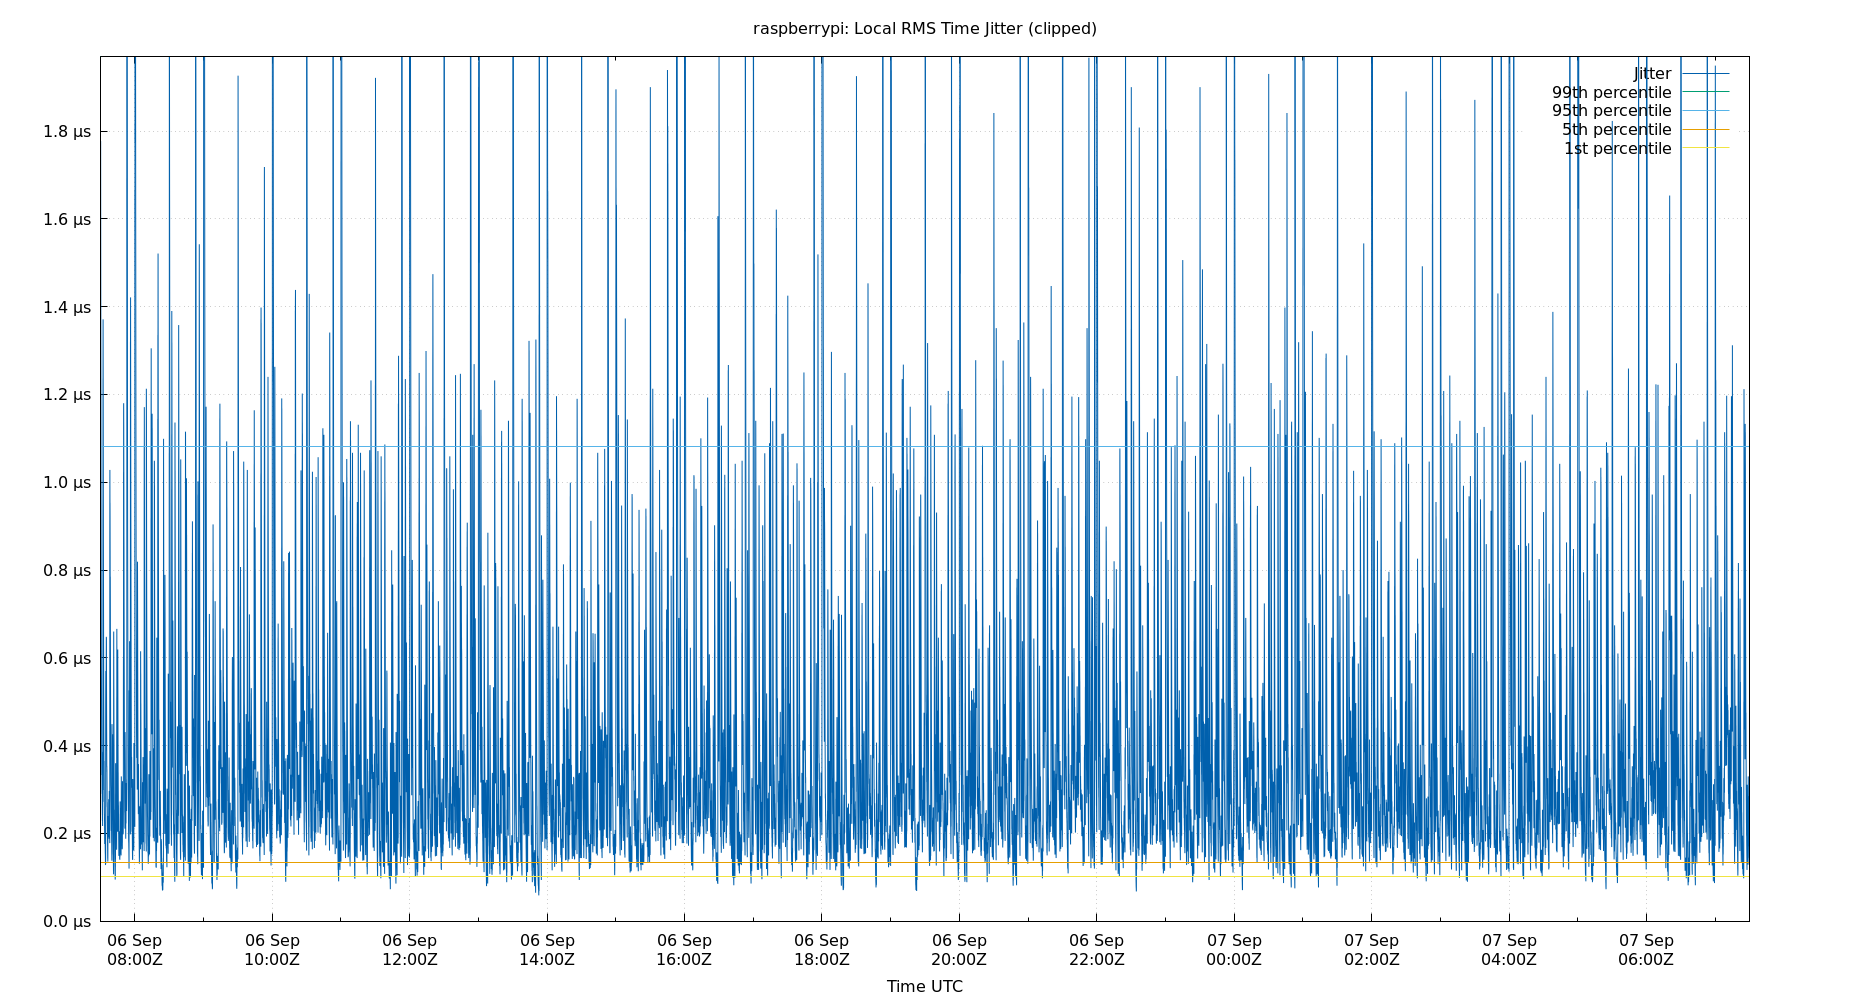 raspberrypi: Local RMS Time Jitter (clipped)
Jitter
99th percentile
95th percentile
5th percentile
1st percentile
1.8 µs
1.6 µs
1.4 µs
1.2 µs
1.0 µs
0.8 µs
0.6 µs
0.4 µs
0.2 µs
0.0 µs
06 Sep 06 Sep 06 Sep 06 Sep 06 Sep 06 Sep 06 Sep 06 Sep 07 Sep 07 Sep 07 Sep 07 Sep
08:00Z 10:00Z 12:00Z 14:00Z 16:00Z 18:00Z 20:00Z 22:00Z 00:00Z 02:00Z 04:00Z 06:00Z
Time UTC